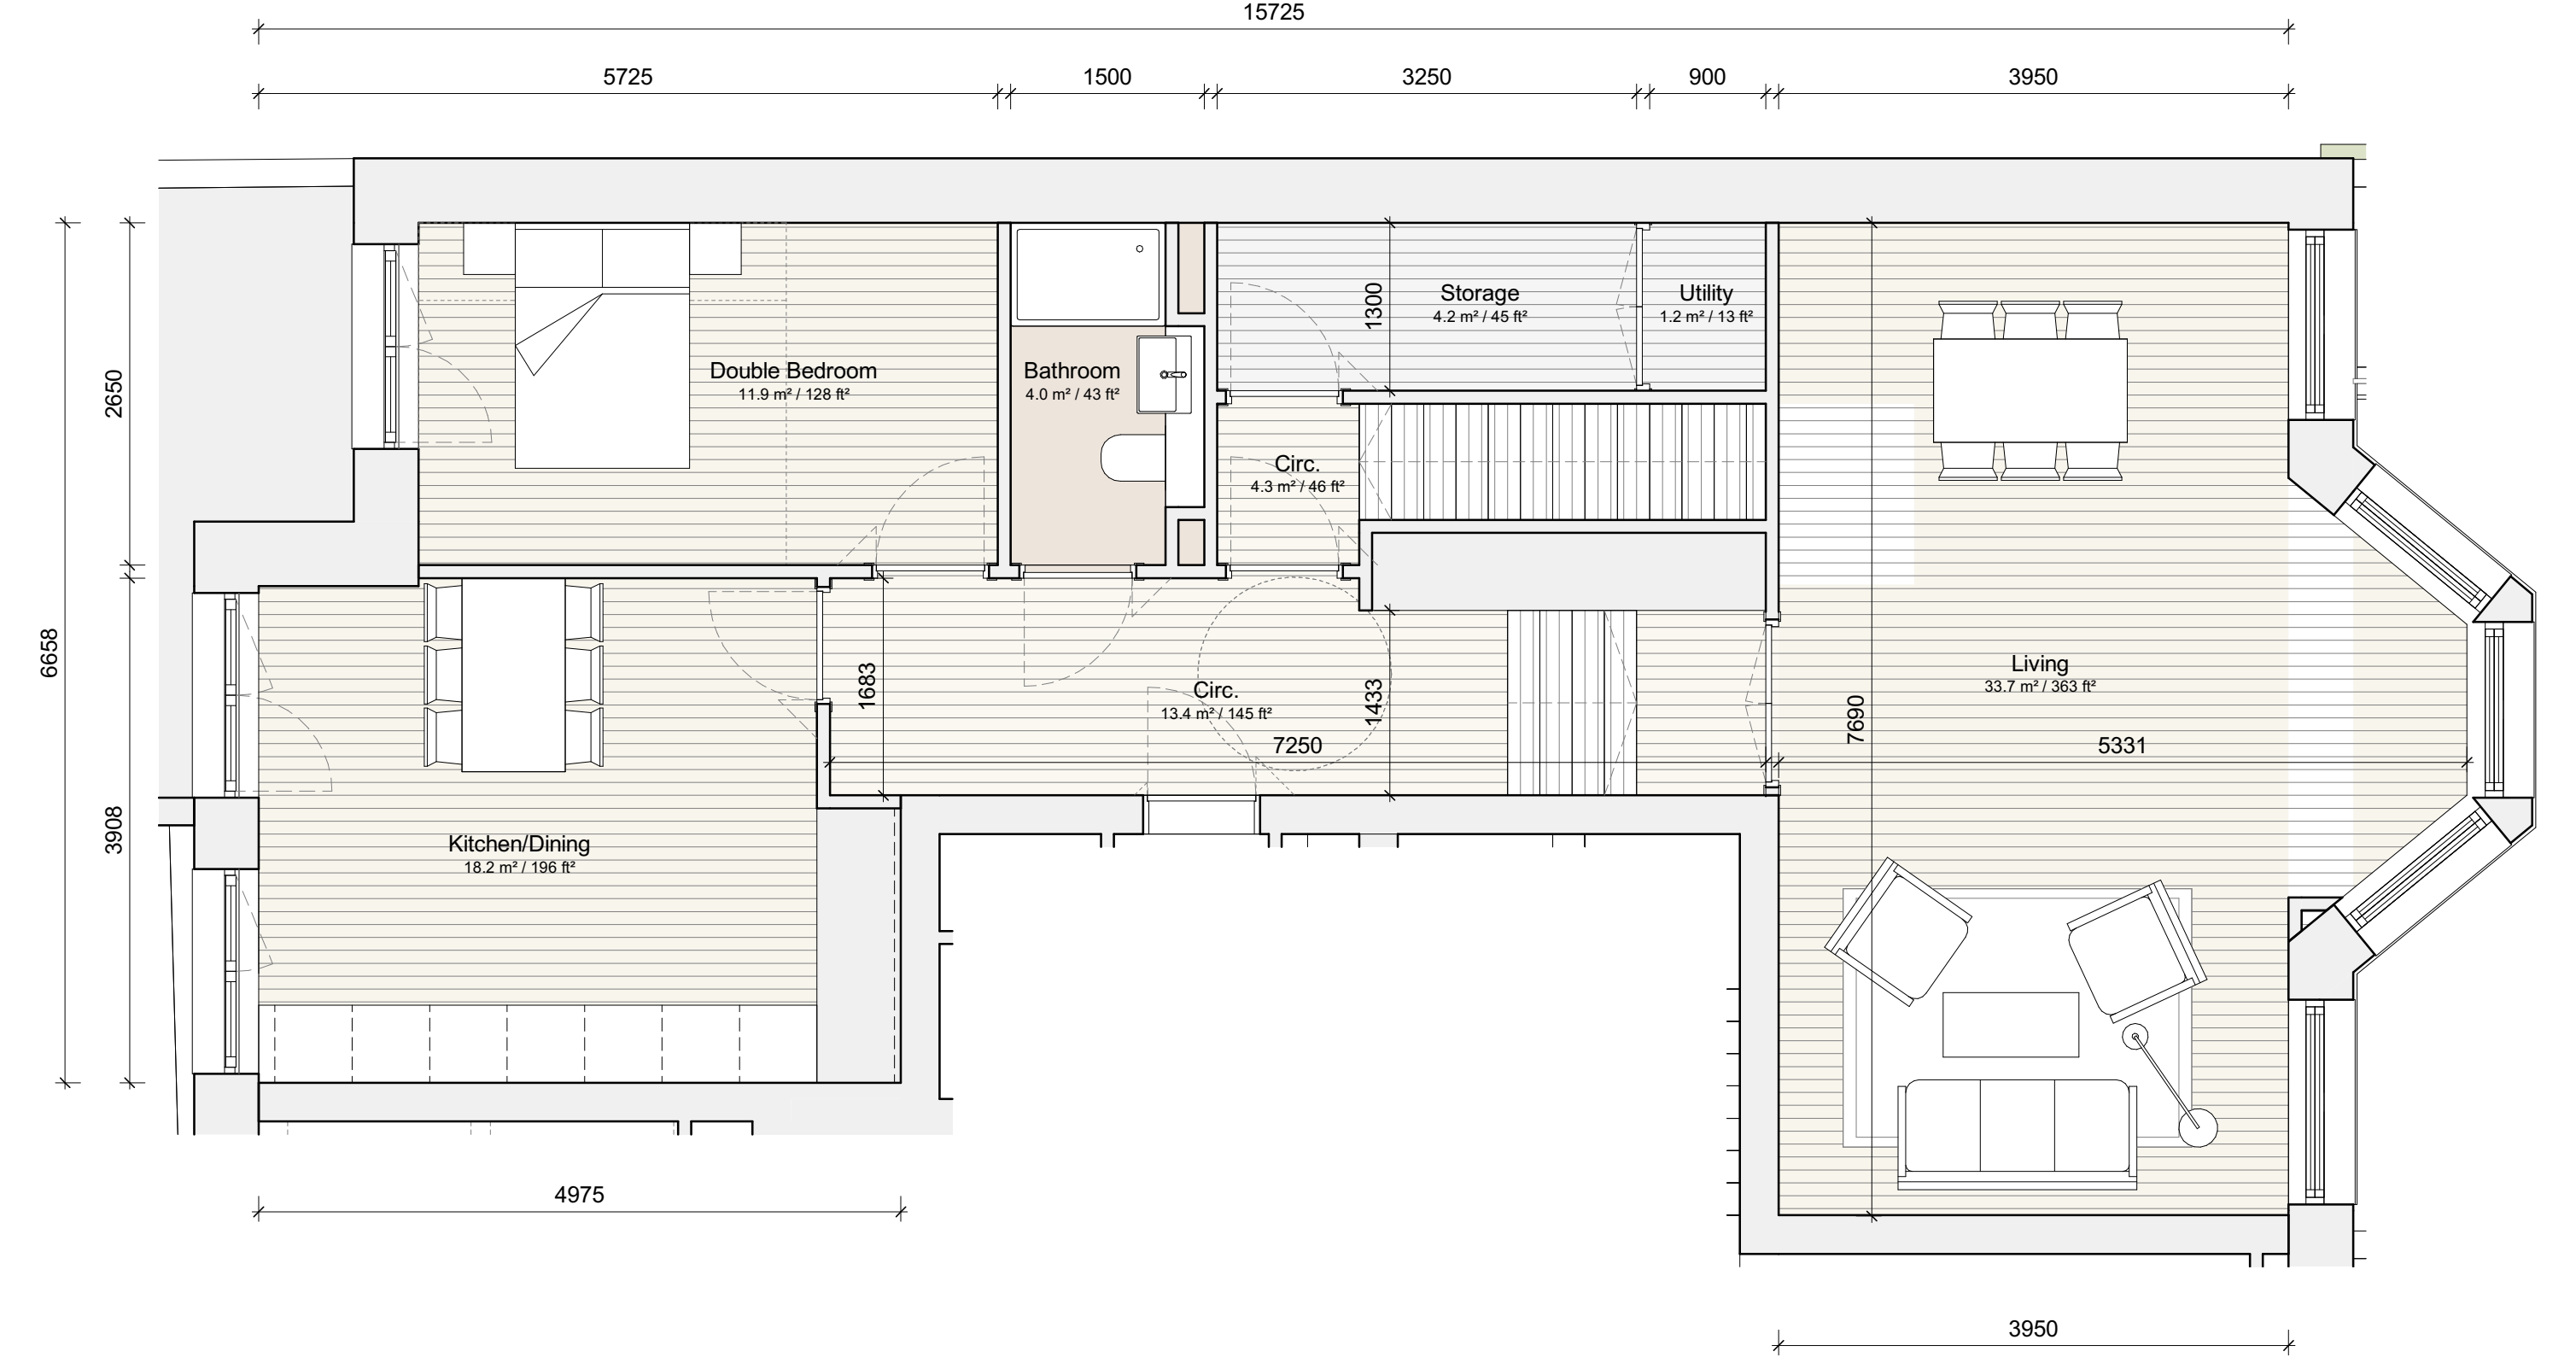 15725
5725
1500
3250
900
3950
2650
6658
3908
Double Bedroom
11.9 m² / 128 ft²
Bathroom
4.0 m² / 43 ft²
1300
Storage
4.2 m² / 45 ft²
Utility
1.2 m² / 13 ft²
Circ.
4.3 m² / 46 ft²
1683
Circ.
13.4 m² / 145 ft²
1433
7250
7690
Living
33.7 m² / 363 ft²
5331
Kitchen/Dining
18.2 m² / 196 ft²
4975
3950